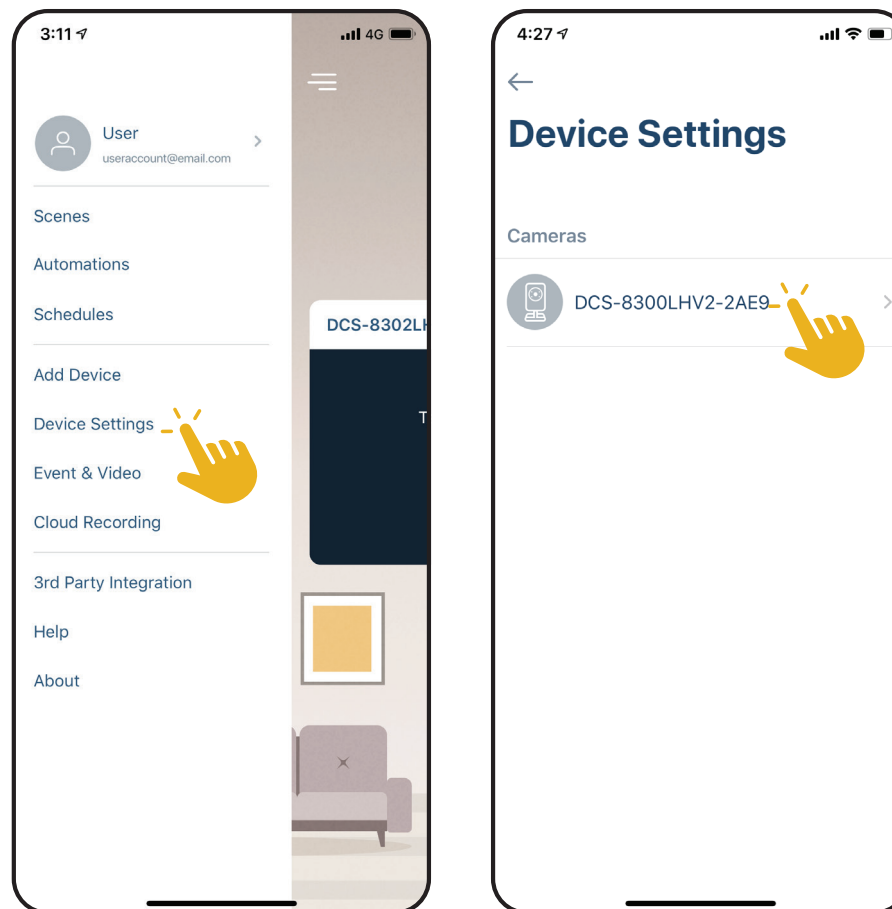 3:11
4G
User
useraccount@email.com
Scenes
Automations
Schedules
Add Device
Device Settings
Event & Video
Cloud Recording
3rd Party Integration
Help
About
DCS-8302LH
T
4:27
Device Settings
Cameras
DCS-8300LHV2-2AE9